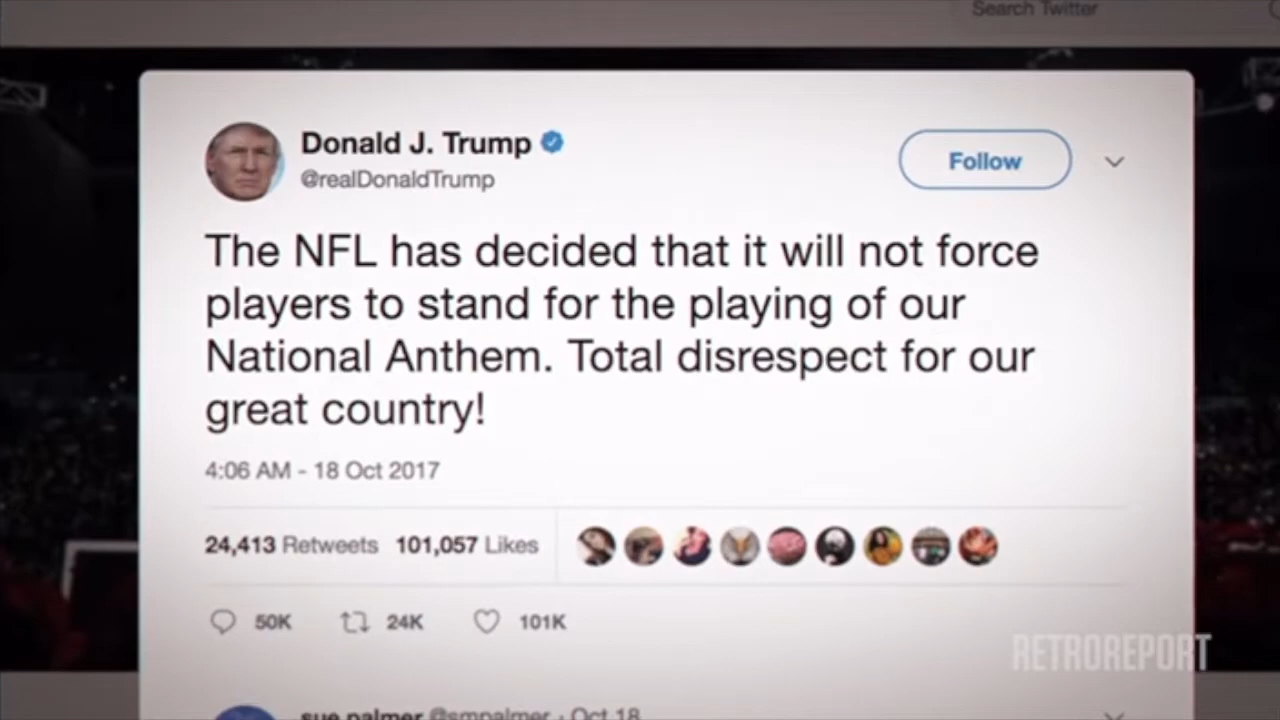 Search Twitter
Donald J. Trump
@realDonaldTrump
Follow
The NFL has decided that it will not force
players to stand for the playing of our
National Anthem. Total disrespect for our
great country!
4:06 AM - 18 Oct 2017
24,413 Retweets 101,057 Likes
50K 24K 101K
RETROREPORT
sue palmer @smpalmer · Oct 18